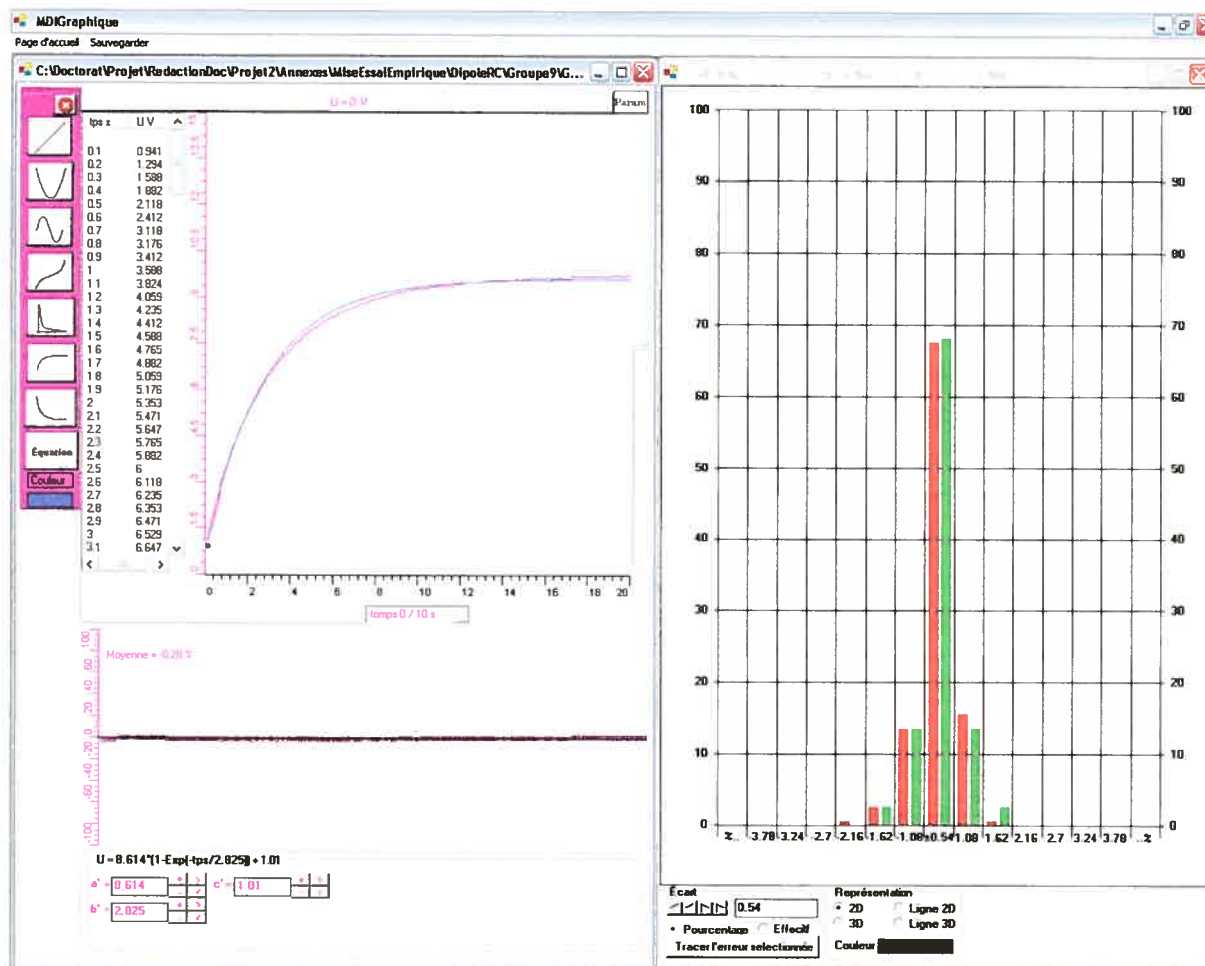 MDIGraphique
Page d'accueil Sauvegarder
C:\Doctorat\Projet\RedactionDoc\Projet2\Annexes\MiseEssaiEmpirique\DipoleRC\Groupe9\G...
U = 0 V
Param
tps s U V
0.1 0.941
0.2 1.294
0.3 1.588
0.4 1.882
0.5 2.118
0.6 2.412
0.7 3.118
0.8 3.176
0.9 3.412
1 3.588
1.1 3.824
1.2 4.059
1.3 4.235
1.4 4.412
1.5 4.588
1.6 4.765
1.7 4.882
1.8 5.059
1.9 5.176
2 5.353
2.1 5.471
2.2 5.647
2.3 5.765
2.4 5.882
2.5 6
2.6 6.118
2.7 6.235
2.8 6.353
2.9 6.471
3 6.529
3.1 6.647
Équation
Couleur
0 2 4 6 8 10 12 14 16 18 20
temps 0 / 10 s
Moyenne = -0.28 %
100
60
40
20
0
-20
-40
-60
-100
U = 8.614*(1-Exp(-tps/2.825)) + 1.01
a' = 8.614 c' = 1.01
b' = 2.825
100 100
90 90
80 80
70 70
60 60
50 50
40 40
30 30
20 20
10 10
0 0
%.. 3.78 3.24 2.7 2.16 1.62 1.08 ±0.54 1.08 1.62 2.16 2.7 3.24 3.78 ..%
Écart
0.54
Pourcentage Effectif
Tracer l'erreur selectionnée
Représentation
2D Ligne 2D
3D Ligne 3D
Couleur